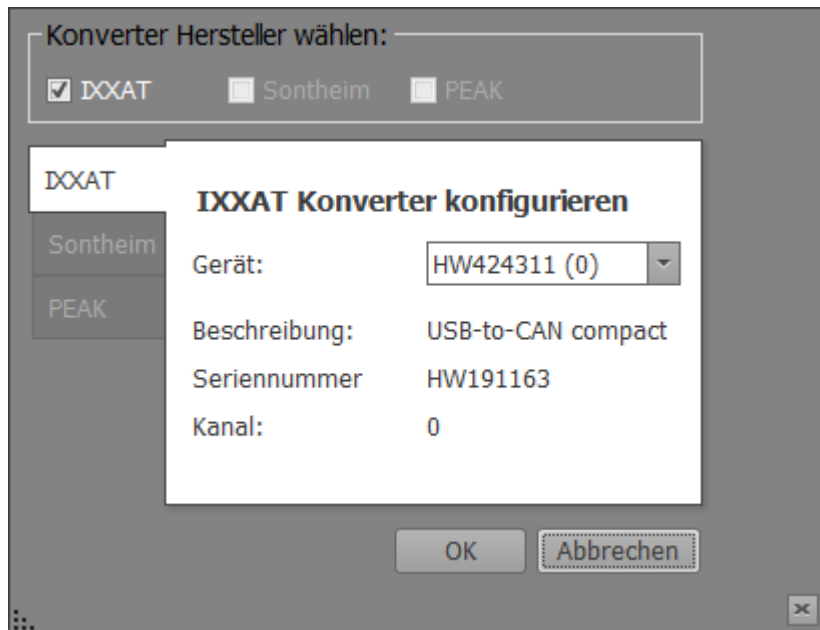 Konverter Hersteller wählen:
IXXAT Sontheim PEAK
IXXAT
Sontheim
PEAK
IXXAT Konverter konfigurieren
Gerät: HW424311 (0)
Beschreibung: USB-to-CAN compact
Seriennummer HW191163
Kanal: 0
OK Abbrechen